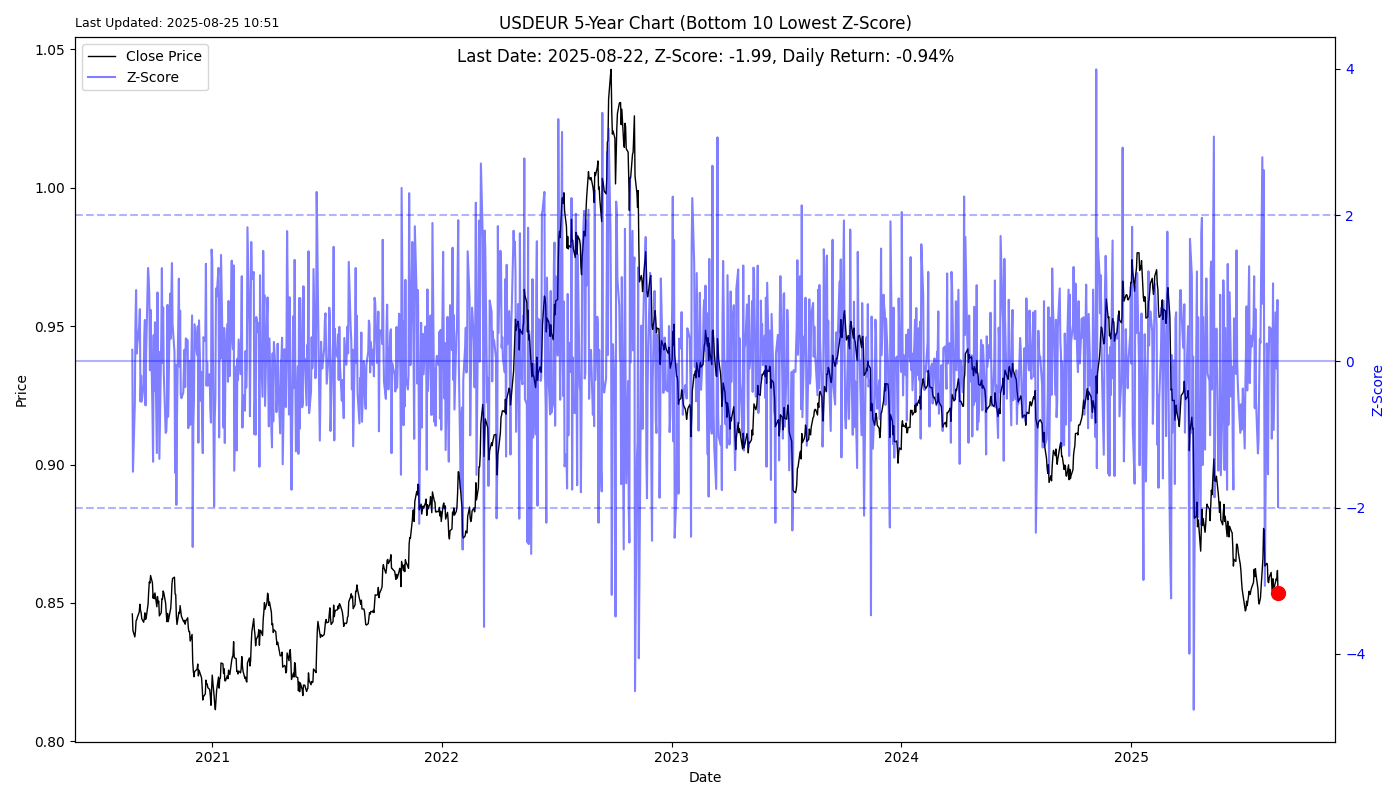 Last Updated: 2025-08-25 10:51
USDEUR 5-Year Chart (Bottom 10 Lowest Z-Score)
Last Date: 2025-08-22, Z-Score: -1.99, Daily Return: -0.94%
Close Price
Z-Score
1.05
1.00
0.95
0.90
0.85
0.80
Price
4
2
0
−2
−4
Z-Score
2021
2022
2023
2024
2025
Date